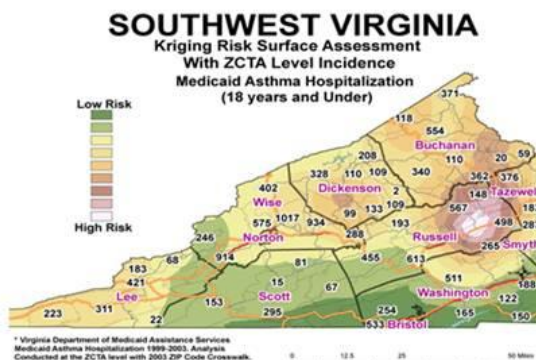 SOUTHWEST VIRGINIA
Kriging Risk Surface Assessment
With ZCTA Level Incidence
Medicaid Asthma Hospitalization
(18 years and Under)
Low Risk
High Risk
371
118
554
Buchanan
59
208
110
20
328
110
109
340
362
376
402
Dickenson
2
148
Tazewell
Wise
99
133
109
567
18
575
1017
934
193
498
28
246
Norton
288
Russell
265
Smyth
68
914
81
455
613
183
421
15
67
511
188
Lee
Scott
Washington
122
223
311
153
295
254
165
150
22
1533
Bristol
* Virginia Department of Medicaid Assistance Services
Medicaid Asthma Hospitalization 1999-2003. Analysis
Conducted at the ZCTA level with 2003 ZIP Code Crosswalk.
0 12.5 25 50 Miles